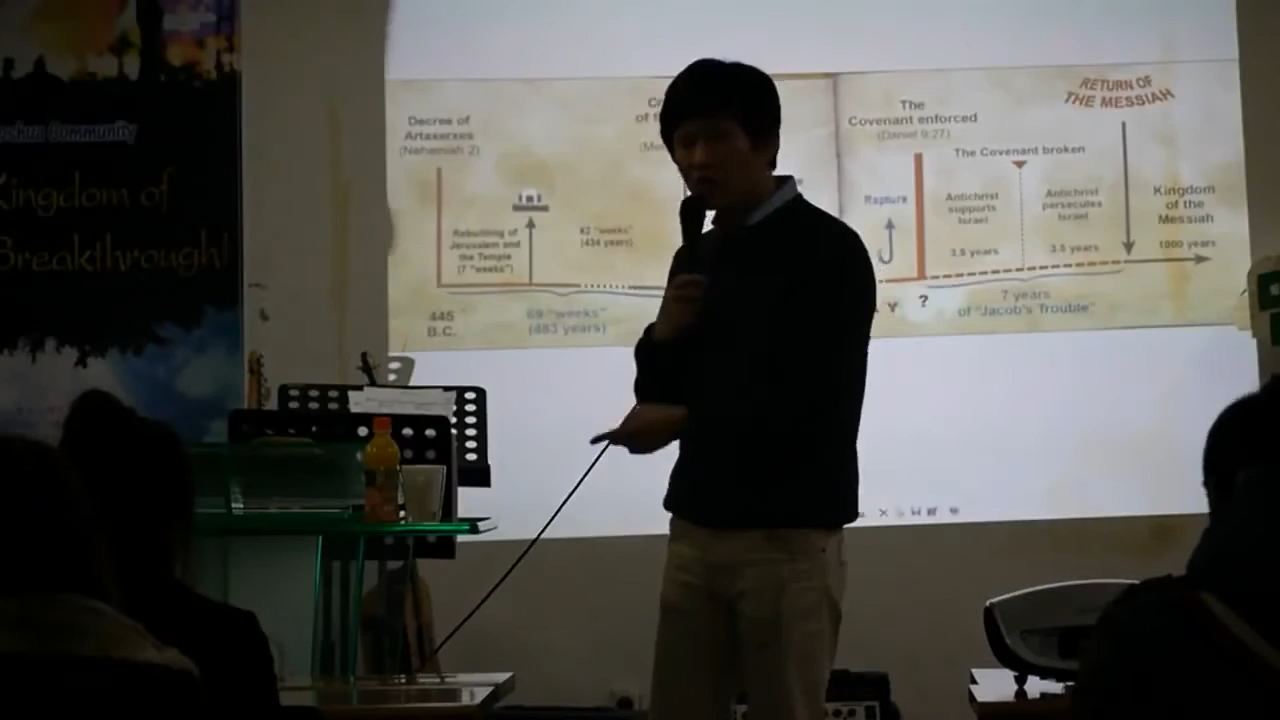 Joshua Community
Kingdom of
Breakthrough!
Decree of
Artaxerxes
(Nehemiah 2)
Rebuilding of
Jerusalem and
the Temple
(7 "weeks")
62 "weeks"
(434 years)
445
B.C.
69 "weeks"
(483 years)
of
The
Covenant enforced
(Daniel 9:27)
Rapture
The Covenant broken
Antichrist
supports
Israel
3.5 years
Antichrist
persecutes
Israel
3.5 years
RETURN OF
THE MESSIAH
Kingdom
of the
Messiah
1000 years
Y
?
7 years
of "Jacob's Trouble"